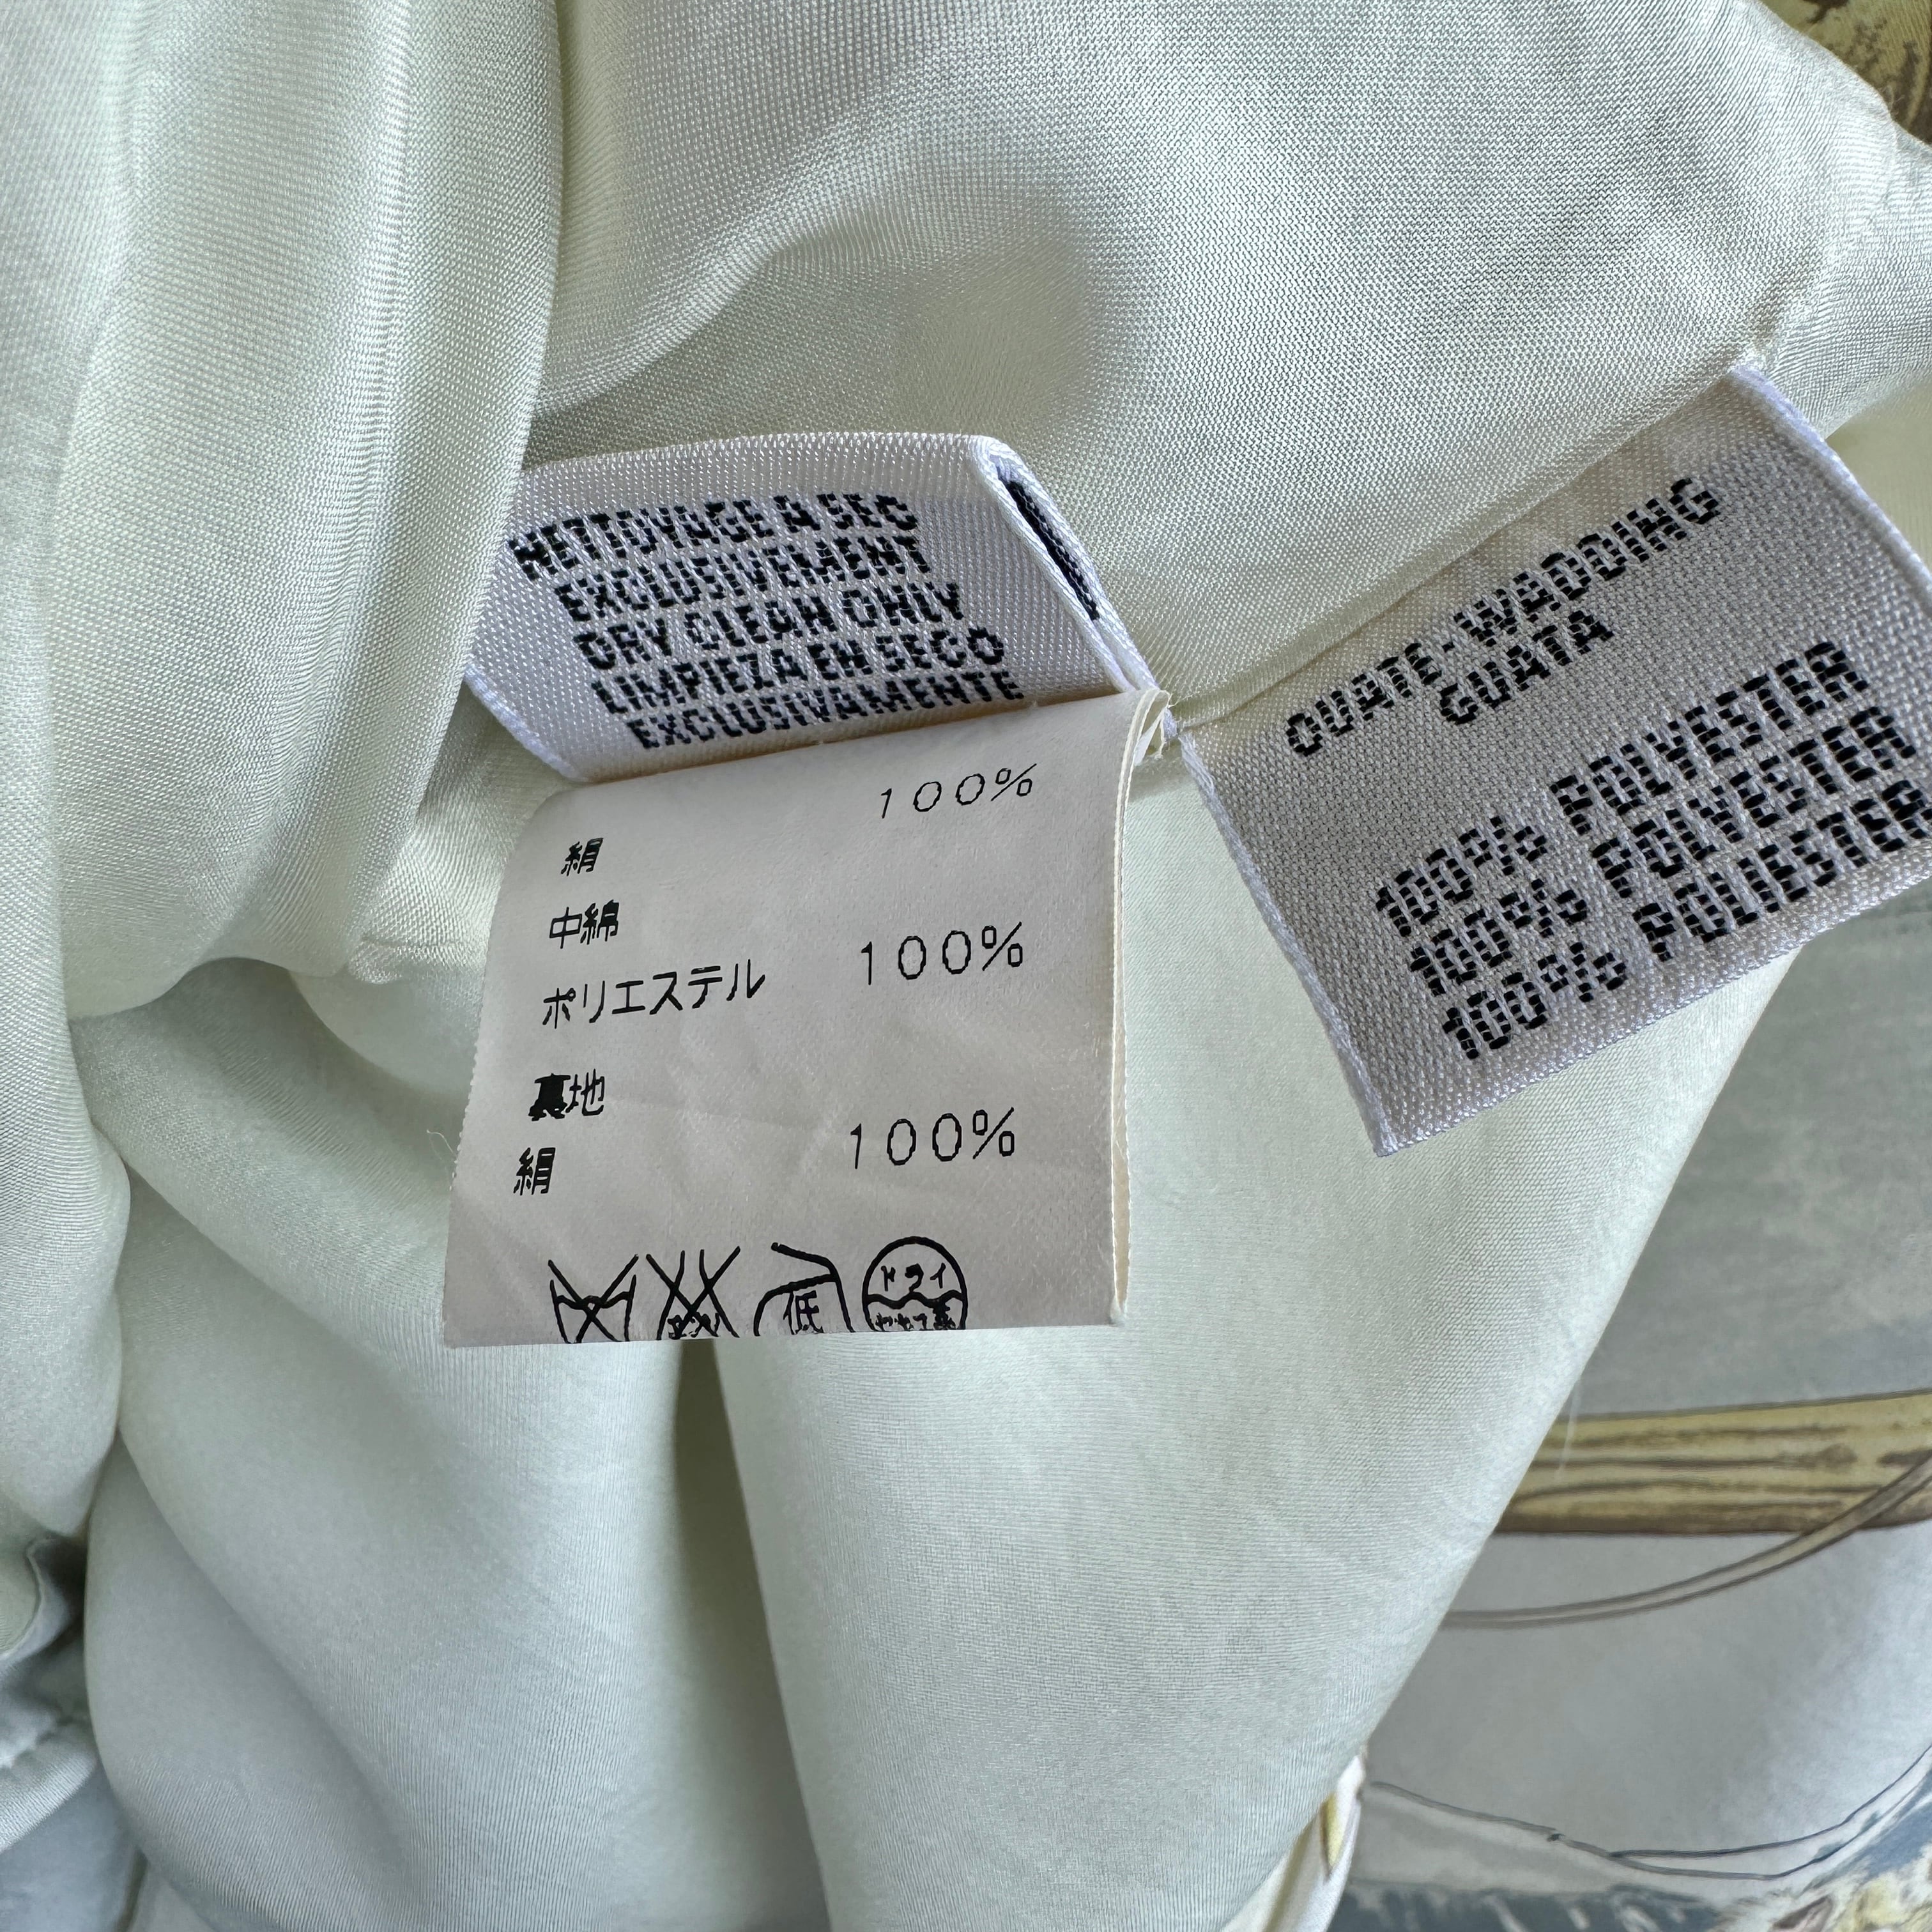 NETTOYAGE A SEC
EXCLUSIVEMENT
DRY CLEAN ONLY
LIMPIEZA EN SECO
EXCLUSIVAMENTE
OUATE-WADDING
GUATA
100% POLYESTER
100% POLYESTER
100% POLIESTER
絹 100%
中綿
ポリエステル 100%
裏地
絹 100%
低
ドライ